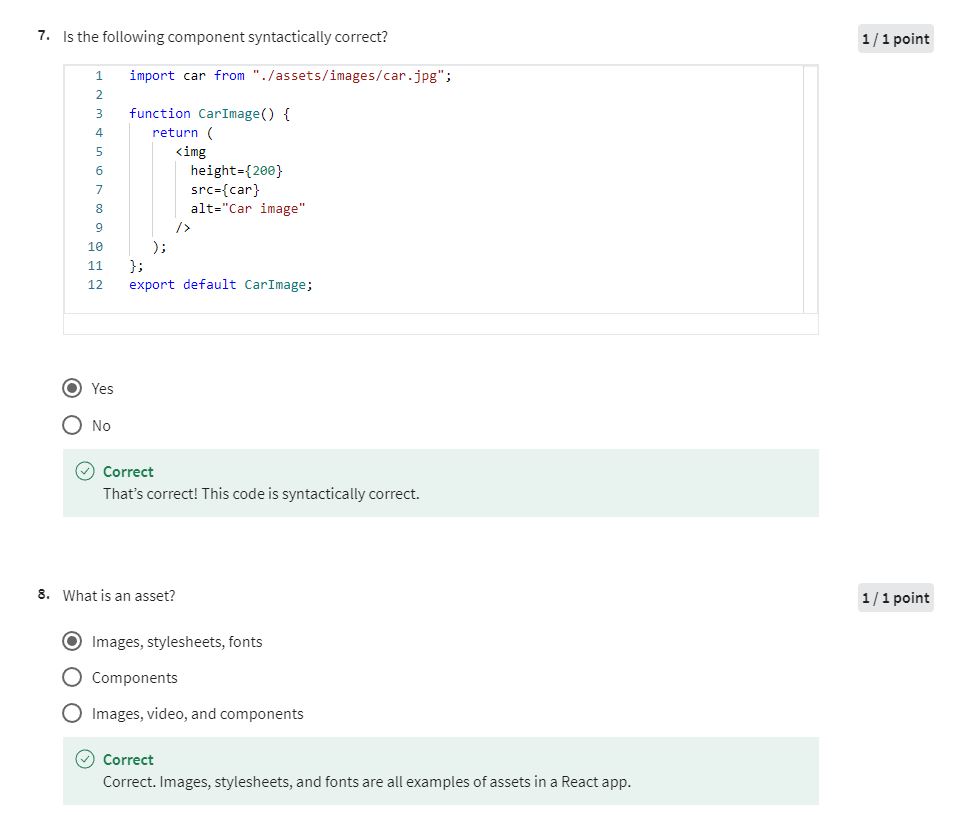 7. Is the following component syntactically correct?
1 / 1 point
1 import car from "./assets/images/car.jpg";
2
3 function CarImage() {
4    return (
5       <img
6         height={200}
7         src={car}
8         alt="Car image"
9       />
10    );
11 };
12 export default CarImage;
Yes
No
Correct
That’s correct! This code is syntactically correct.
8. What is an asset?
1 / 1 point
Images, stylesheets, fonts
Components
Images, video, and components
Correct
Correct. Images, stylesheets, and fonts are all examples of assets in a React app.